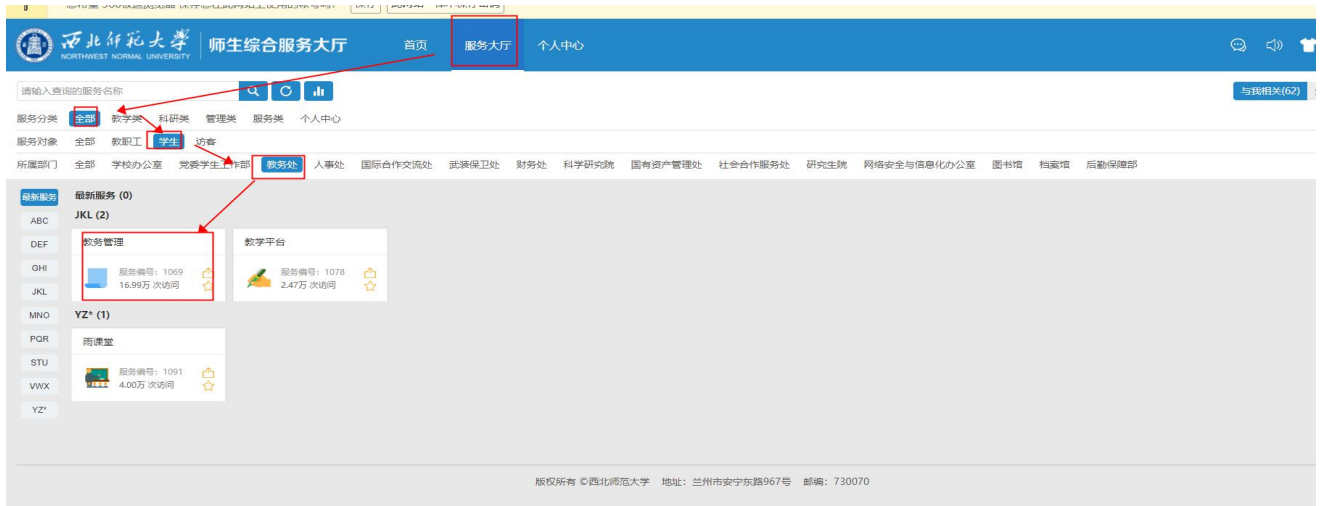 西北师范大学 师生综合服务大厅 首页 服务大厅 个人中心
NORTHWEST NORMAL UNIVERSITY
请输入查询的服务名称 与我相关(62)
服务分类 全部 教学类 科研类 管理类 服务类 个人中心
服务对象 全部 教职工 学生 访客
所属部门 全部 学校办公室 党委学生工作部 教务处 人事处 国际合作交流处 武装保卫处 财务处 科学研究院 国有资产管理处 社会合作服务处 研究生院 网络安全与信息化办公室 图书馆 档案馆 后勤保障部
最新服务 最新服务 (0)
ABC JKL (2)
DEF 教务管理 教学平台
GHI 服务编号：1069 服务编号：1078
JKL 16.99万 次访问 2.47万 次访问
MNO YZ* (1)
PQR 雨课堂
STU 服务编号：1091
VWX 4.00万 次访问
YZ*
版权所有 ©西北师范大学 地址：兰州市安宁东路967号 邮编：730070